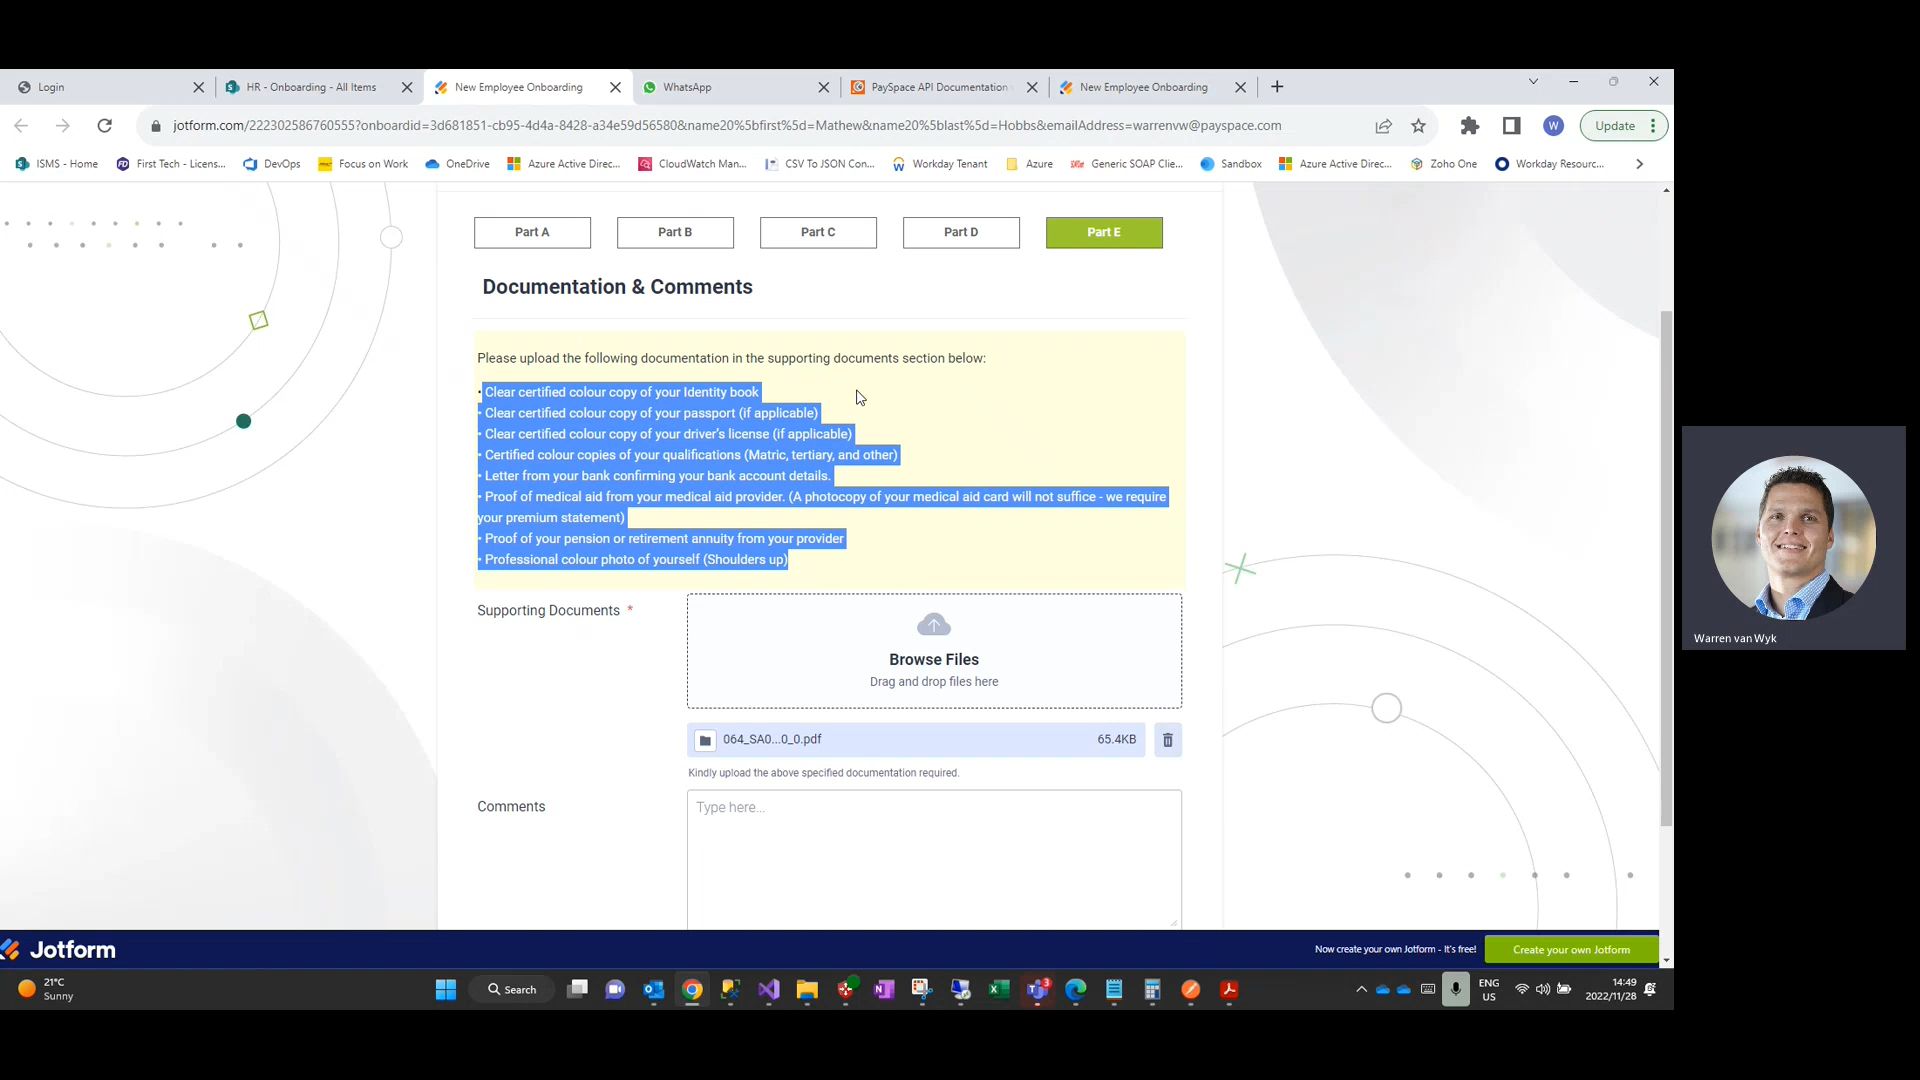 Login
HR - Onboarding - All Items
New Employee Onboarding
WhatsApp
PaySpace API Documentation
New Employee Onboarding
jotform.com/222302586760555?onboardid=3d681851-cb95-4d4a-8428-a34e59d56580&name20%5bfirst%5d=Mathew&name20%5blast%5d=Hobbs&emailAddress=warrenvw@payspace.com
W
Update
ISMS - Home
First Tech - Licens...
DevOps
Focus on Work
OneDrive
Azure Active Direc...
CloudWatch Man...
CSV To JSON Con...
Workday Tenant
Azure
Generic SOAP Clie...
Sandbox
Azure Active Direc...
Zoho One
Workday Resourc...
Part A
Part B
Part C
Part D
Part E
Documentation & Comments
Please upload the following documentation in the supporting documents section below:
• Clear certified colour copy of your Identity book
• Clear certified colour copy of your passport (if applicable)
• Clear certified colour copy of your driver's license (if applicable)
• Certified colour copies of your qualifications (Matric, tertiary, and other)
• Letter from your bank confirming your bank account details.
• Proof of medical aid from your medical aid provider. (A photocopy of your medical aid card will not suffice - we require
your premium statement)
• Proof of your pension or retirement annuity from your provider
• Professional colour photo of yourself (Shoulders up)
Supporting Documents *
Browse Files
Drag and drop files here
064_SA0...0_0.pdf
65.4KB
Kindly upload the above specified documentation required.
Comments
Type here...
Warren van Wyk
Jotform
Now create your own Jotform - It's free!
Create your own Jotform
21°C
Sunny
Search
3
ENG
US
14:49
2022/11/28